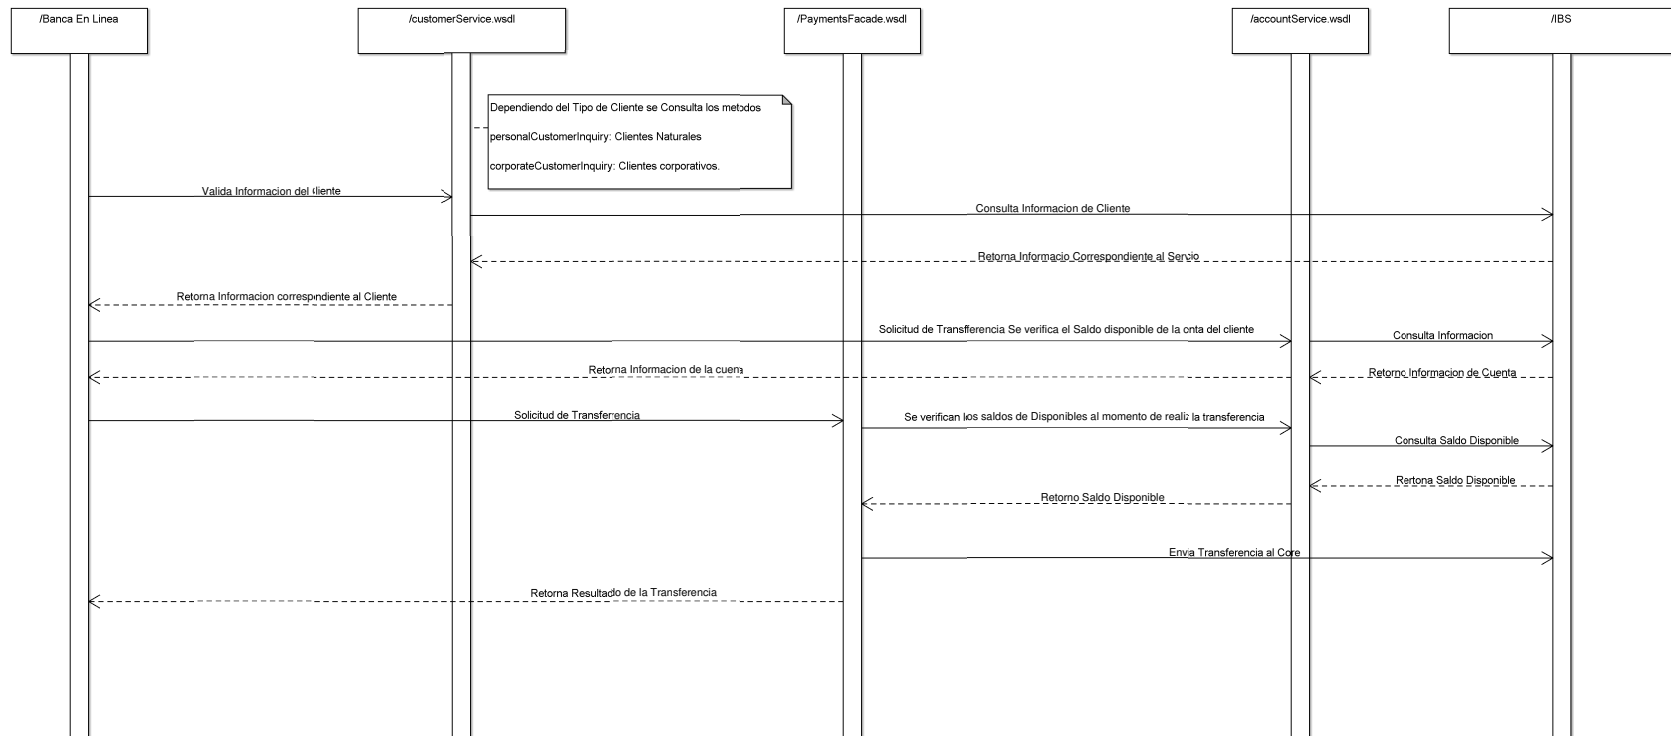 /Banca En Linea
/customerService.wsdl
/PaymentsFacade.wsdl
/accountService.wsdl
/IBS
Dependiendo del Tipo de Cliente se Consulta los metodos
personalCustomerInquiry: Clientes Naturales
corporateCustomerInquiry: Clientes corporativos.
Valida Informacion del liente
Consulta Informacion de Cliente
Retorna Informacio Correspondiente al Servcio
Retorna Informacion correspndiente al Cliente
Solicitud de Transfferencia Se verifica el Saldo disponible de la cnta del cliente
Consulta Informacion
Retorna Informacion de la cuen
Retorno Informacion de Cuenta
Solicitud de Transferencia
Se verifican los saldos de Disponibles al momento de realiz la transferencia
Consulta Saldo Disponible
Rertona Saldo Disponible
Retorno Saldo Disponible
Envia Transferencia al Core
Retorna Resultado de la Transferencia